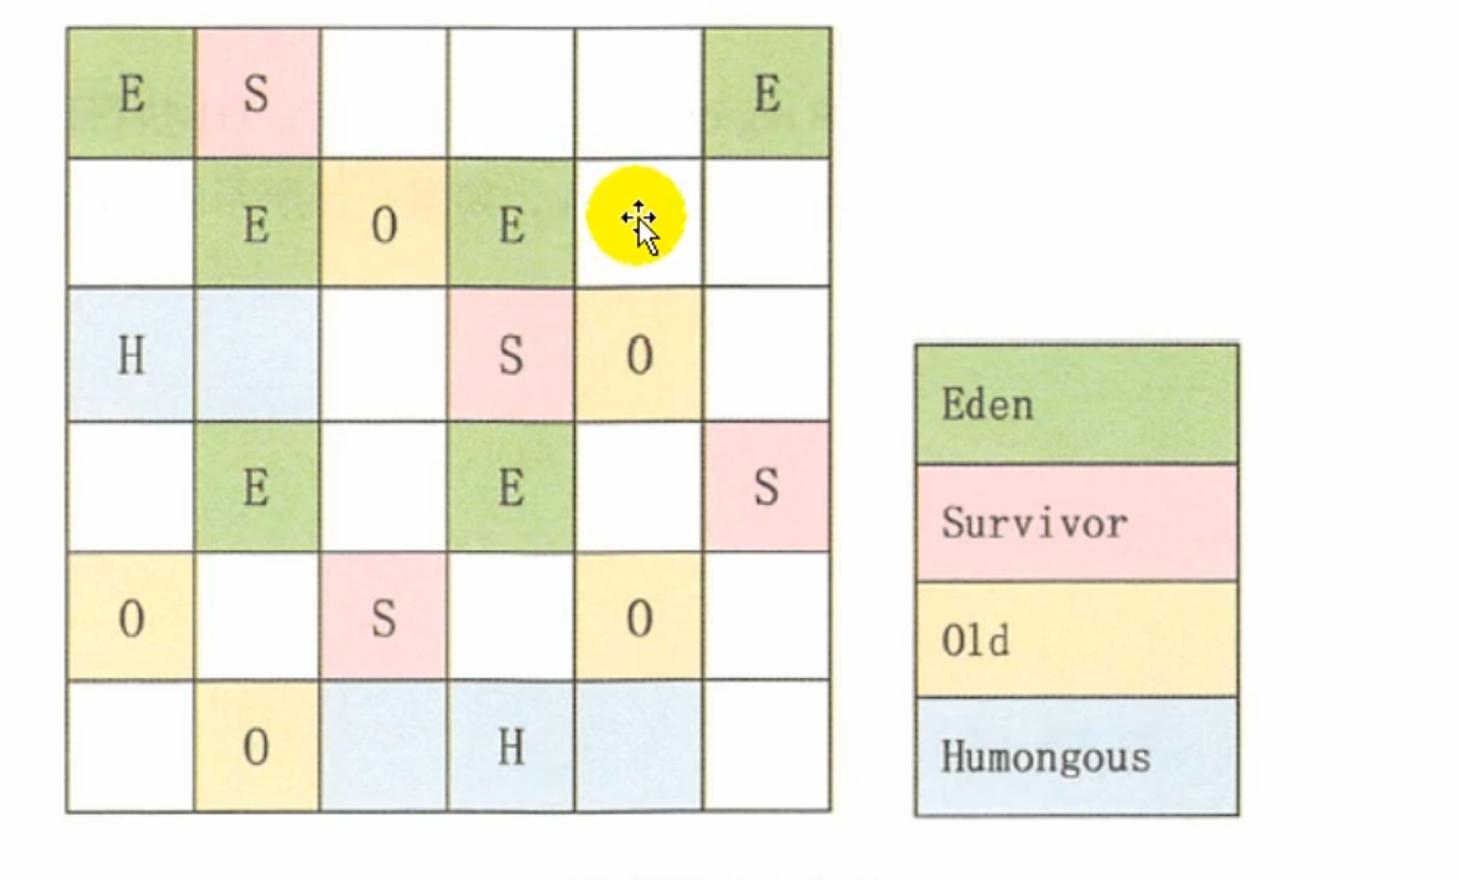 E S E
E O E
H S O
E E S
O S O
O H
Eden
Survivor
Old
Humongous